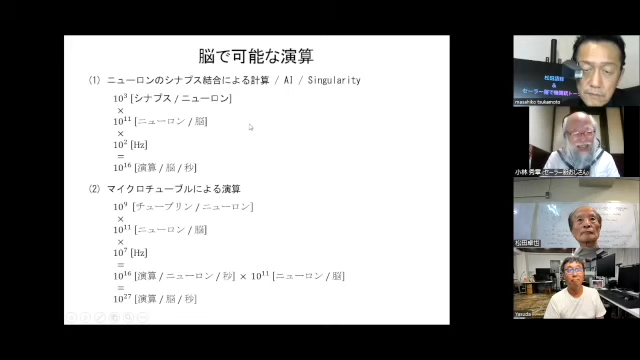 脳で可能な演算
(1) ニューロンのシナプス結合による計算 / AI / Singularity
10³ [シナプス / ニューロン]
×
10¹¹ [ニューロン / 脳]
×
10² [Hz]
=
10¹⁶ [演算 / 脳 / 秒]
(2) マイクロチューブルによる演算
10⁹ [チューブリン / ニューロン]
×
10¹¹ [ニューロン / 脳]
×
10⁷ [Hz]
=
10¹⁶ [演算 / ニューロン / 秒] × 10¹¹ [ニューロン / 脳]
=
10²⁷ [演算 / 脳 / 秒]
松田語録
&
masahiko tsukamoto
小林 秀章 セーラー服おじさん
松田卓也
Yasuda